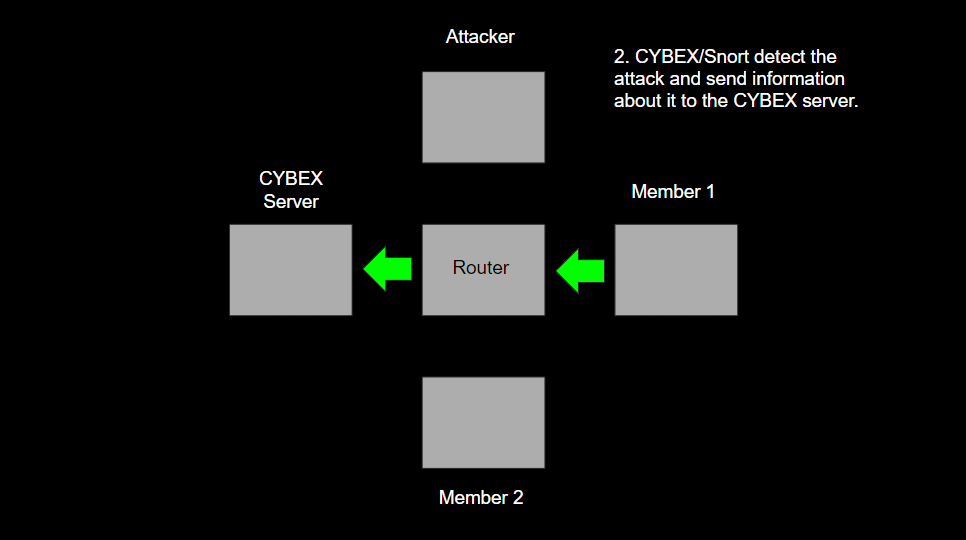 Attacker
2. CYBEX/Snort detect the
attack and send information
about it to the CYBEX server.
CYBEX
Server
Member 1
Router
Member 2